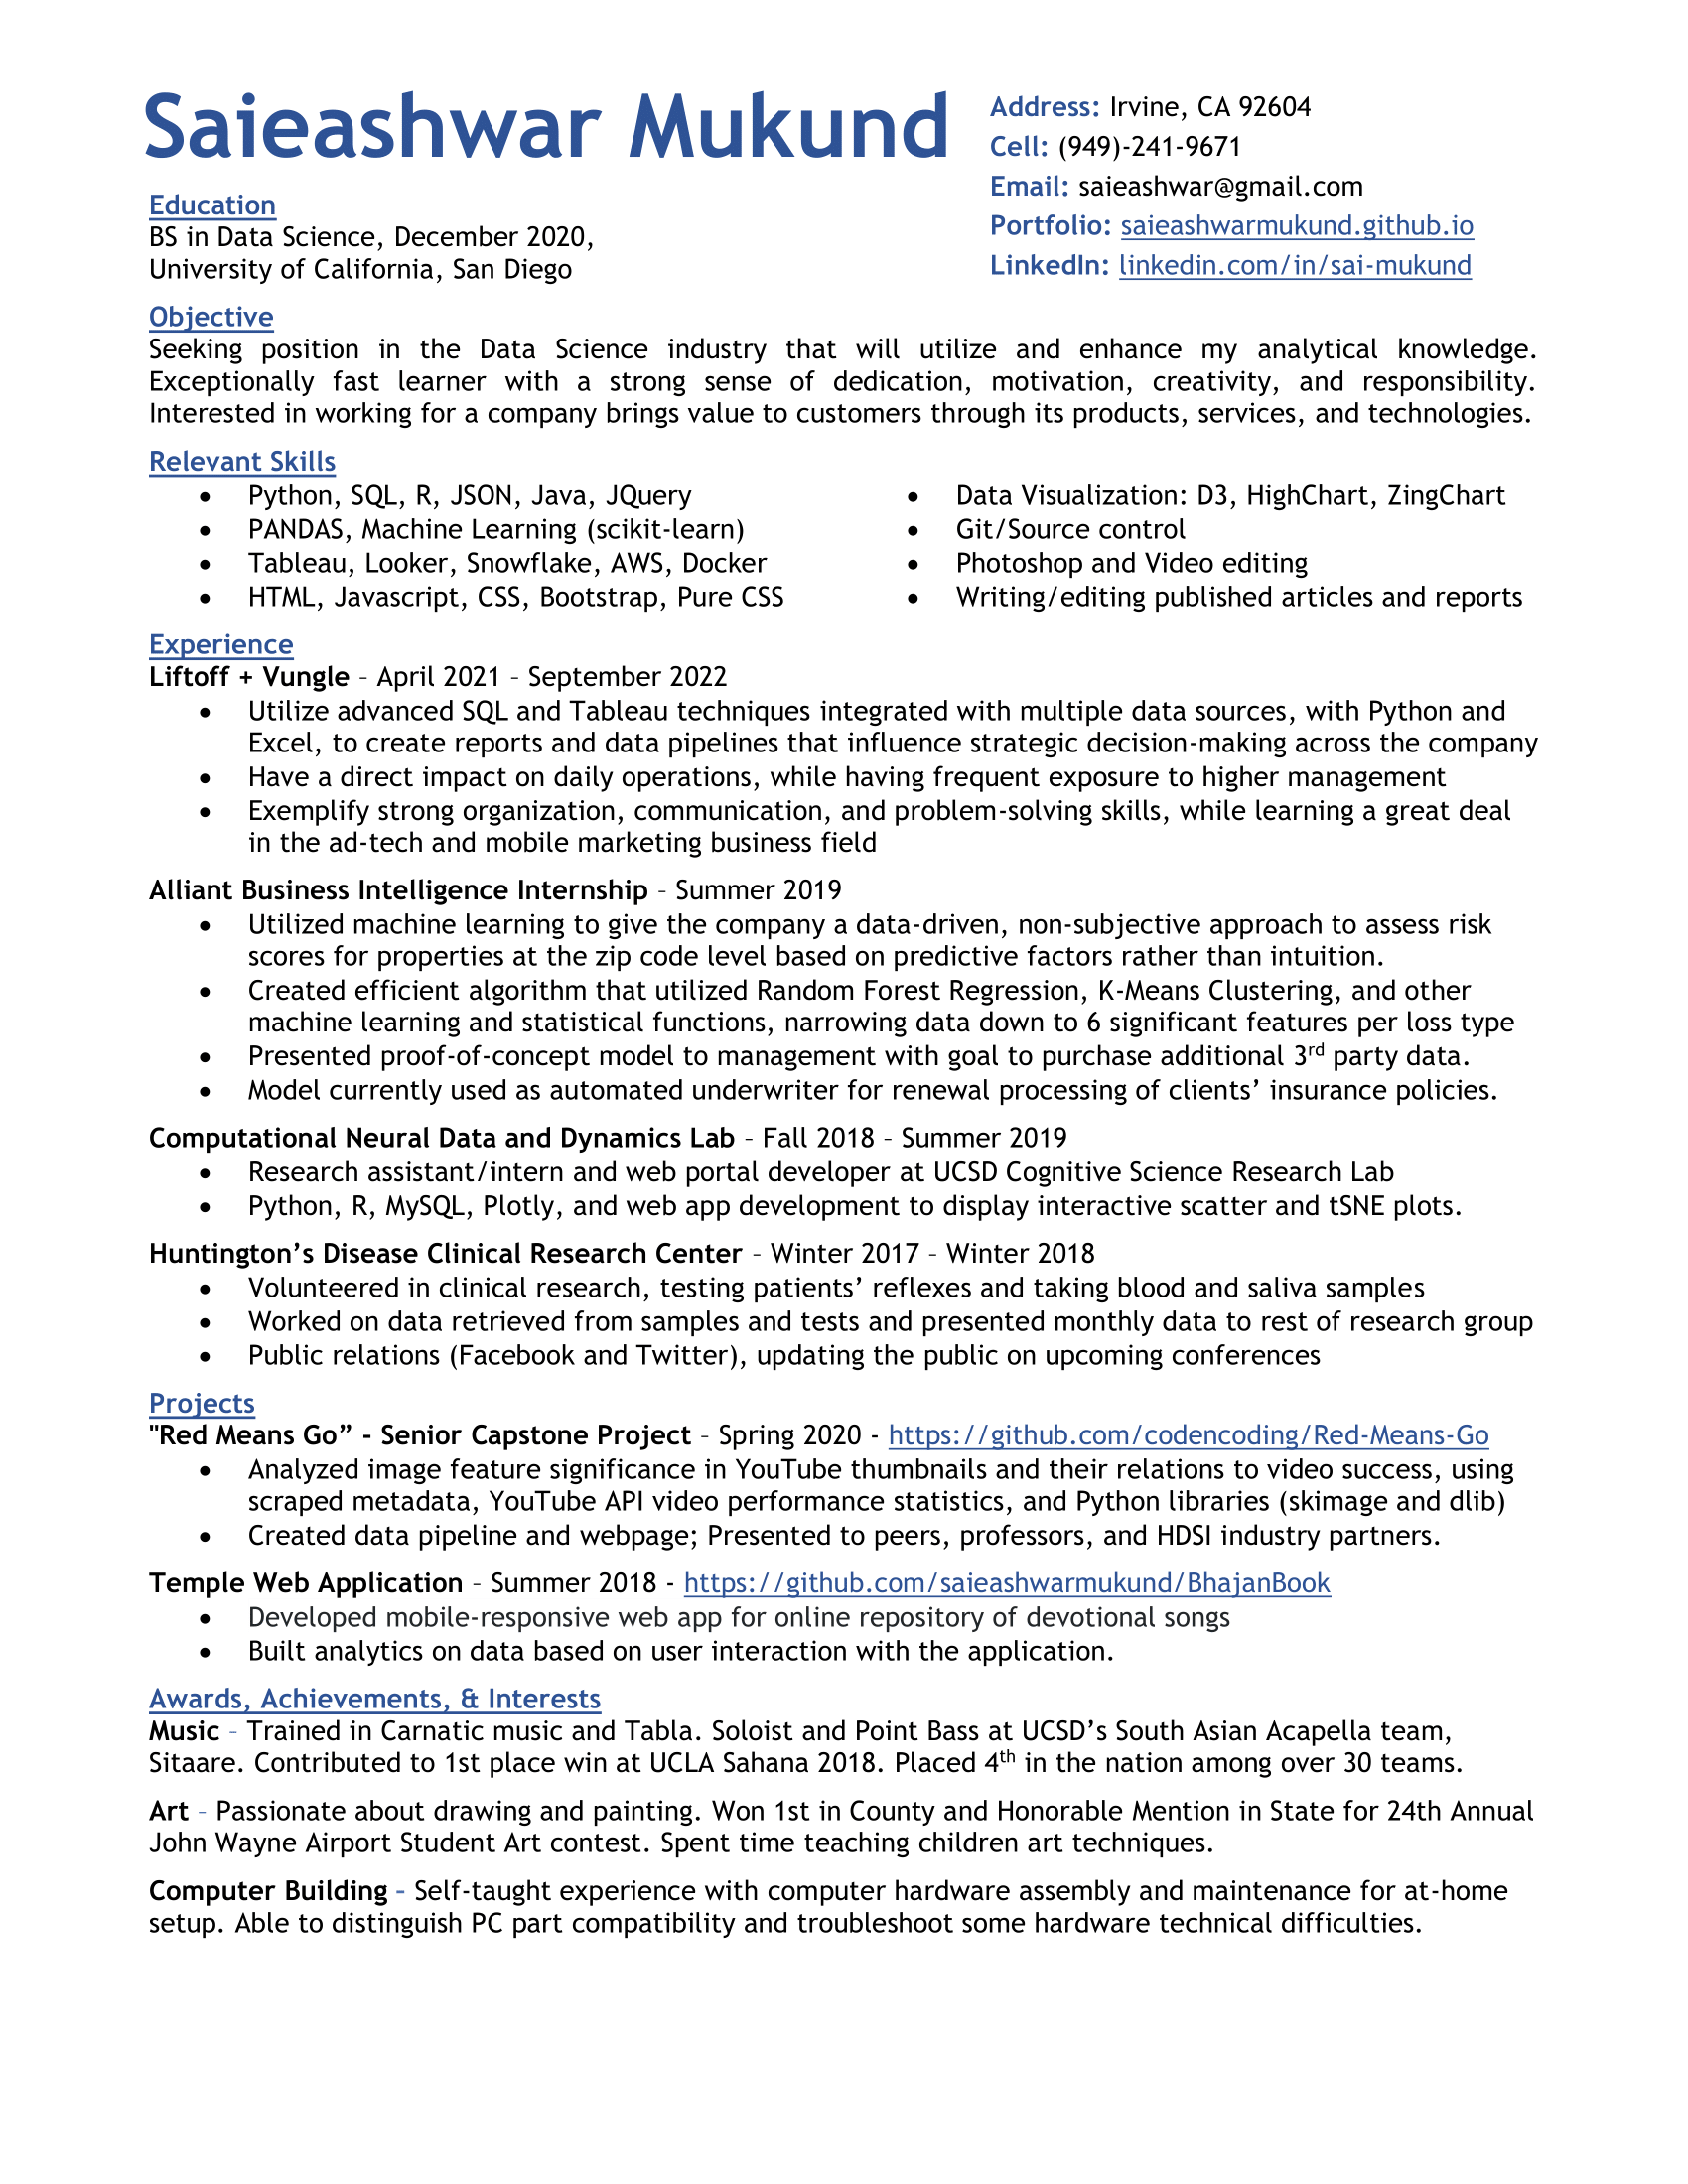 Saieashwar Mukund
Address: Irvine, CA 92604
Cell: (949)-241-9671
Email: saieashwar@gmail.com
Portfolio: saieashwarmukund.github.io
LinkedIn: linkedin.com/in/sai-mukund
Education
BS in Data Science, December 2020,
University of California, San Diego
Objective
Seeking position in the Data Science industry that will utilize and enhance my analytical knowledge.
Exceptionally fast learner with a strong sense of dedication, motivation, creativity, and responsibility.
Interested in working for a company brings value to customers through its products, services, and technologies.
Relevant Skills
• Python, SQL, R, JSON, Java, JQuery
• PANDAS, Machine Learning (scikit-learn)
• Tableau, Looker, Snowflake, AWS, Docker
• HTML, Javascript, CSS, Bootstrap, Pure CSS
• Data Visualization: D3, HighChart, ZingChart
• Git/Source control
• Photoshop and Video editing
• Writing/editing published articles and reports
Experience
Liftoff + Vungle – April 2021 – September 2022
• Utilize advanced SQL and Tableau techniques integrated with multiple data sources, with Python and
Excel, to create reports and data pipelines that influence strategic decision-making across the company
• Have a direct impact on daily operations, while having frequent exposure to higher management
• Exemplify strong organization, communication, and problem-solving skills, while learning a great deal
in the ad-tech and mobile marketing business field
Alliant Business Intelligence Internship – Summer 2019
• Utilized machine learning to give the company a data-driven, non-subjective approach to assess risk
scores for properties at the zip code level based on predictive factors rather than intuition.
• Created efficient algorithm that utilized Random Forest Regression, K-Means Clustering, and other
machine learning and statistical functions, narrowing data down to 6 significant features per loss type
• Presented proof-of-concept model to management with goal to purchase additional 3rd party data.
• Model currently used as automated underwriter for renewal processing of clients’ insurance policies.
Computational Neural Data and Dynamics Lab – Fall 2018 – Summer 2019
• Research assistant/intern and web portal developer at UCSD Cognitive Science Research Lab
• Python, R, MySQL, Plotly, and web app development to display interactive scatter and tSNE plots.
Huntington’s Disease Clinical Research Center – Winter 2017 – Winter 2018
• Volunteered in clinical research, testing patients’ reflexes and taking blood and saliva samples
• Worked on data retrieved from samples and tests and presented monthly data to rest of research group
• Public relations (Facebook and Twitter), updating the public on upcoming conferences
Projects
"Red Means Go” - Senior Capstone Project – Spring 2020 - https://github.com/codencoding/Red-Means-Go
• Analyzed image feature significance in YouTube thumbnails and their relations to video success, using
scraped metadata, YouTube API video performance statistics, and Python libraries (skimage and dlib)
• Created data pipeline and webpage; Presented to peers, professors, and HDSI industry partners.
Temple Web Application – Summer 2018 - https://github.com/saieashwarmukund/BhajanBook
• Developed mobile-responsive web app for online repository of devotional songs
• Built analytics on data based on user interaction with the application.
Awards, Achievements, & Interests
Music – Trained in Carnatic music and Tabla. Soloist and Point Bass at UCSD’s South Asian Acapella team,
Sitaare. Contributed to 1st place win at UCLA Sahana 2018. Placed 4th in the nation among over 30 teams.
Art – Passionate about drawing and painting. Won 1st in County and Honorable Mention in State for 24th Annual
John Wayne Airport Student Art contest. Spent time teaching children art techniques.
Computer Building – Self-taught experience with computer hardware assembly and maintenance for at-home
setup. Able to distinguish PC part compatibility and troubleshoot some hardware technical difficulties.